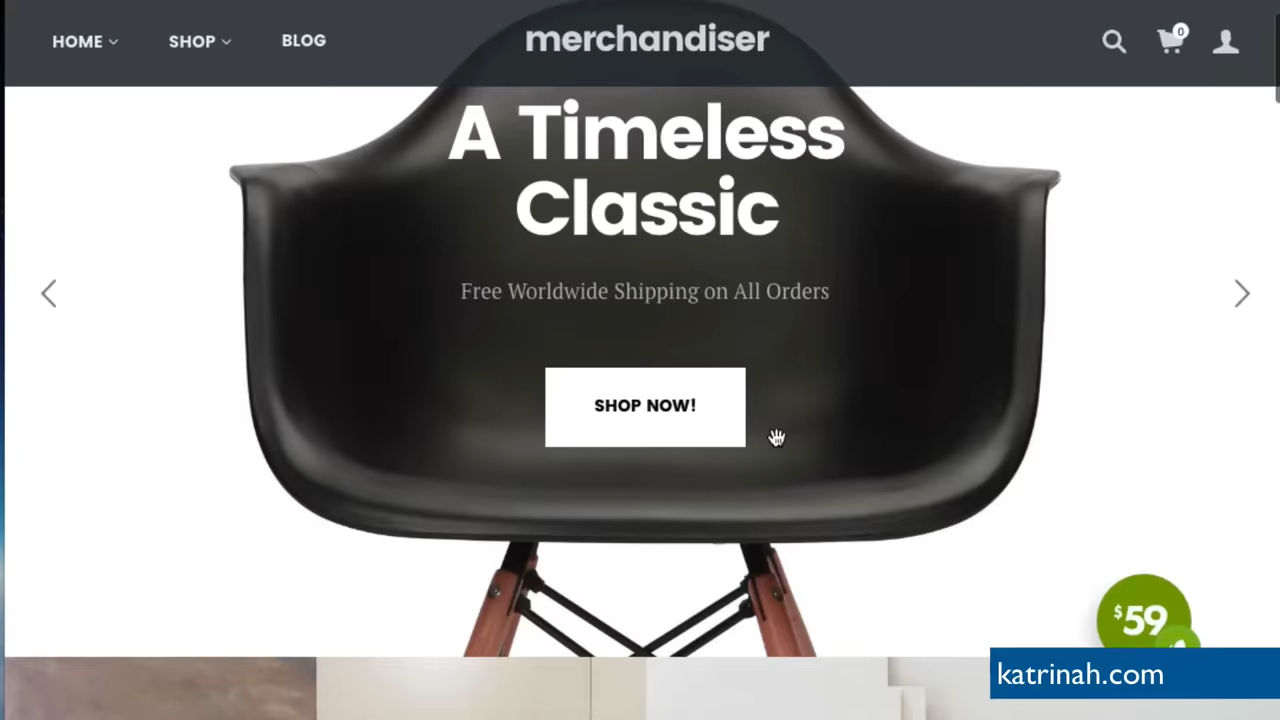 HOME
SHOP
BLOG
merchandiser
0
A Timeless
Classic
Free Worldwide Shipping on All Orders
SHOP NOW!
$59
katrinah.com